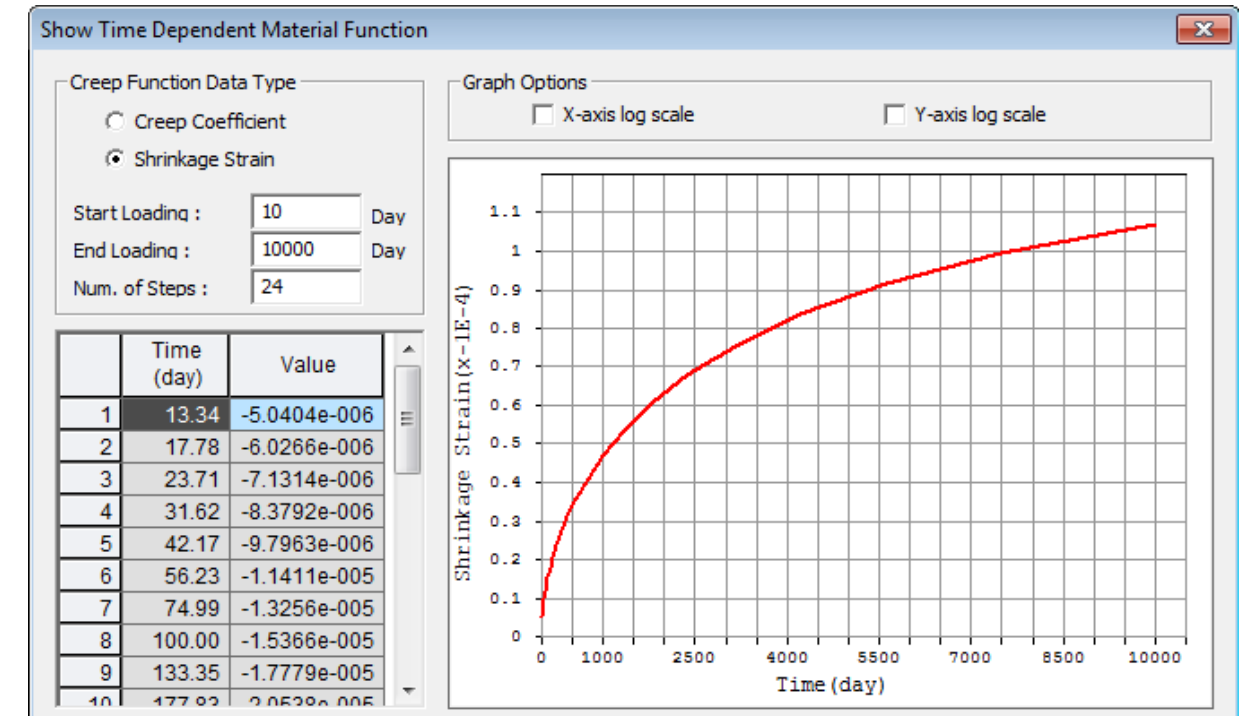 Show Time Dependent Material Function
Creep Function Data Type
Creep Coefficient
Shrinkage Strain
Start Loading : 10 Day
End Loading : 10000 Day
Num. of Steps : 24
Time (day) Value
1 13.34 -5.0404e-006
2 17.78 -6.0266e-006
3 23.71 -7.1314e-006
4 31.62 -8.3792e-006
5 42.17 -9.7963e-006
6 56.23 -1.1411e-005
7 74.99 -1.3256e-005
8 100.00 -1.5366e-005
9 133.35 -1.7779e-005
10 177.83 -2.0538e-005
Graph Options
X-axis log scale Y-axis log scale
Shrinkage Strain(x-1E-4)
1.1
1
0.9
0.8
0.7
0.6
0.5
0.4
0.3
0.2
0.1
0
0 1000 2500 4000 5500 7000 8500 10000
Time(day)